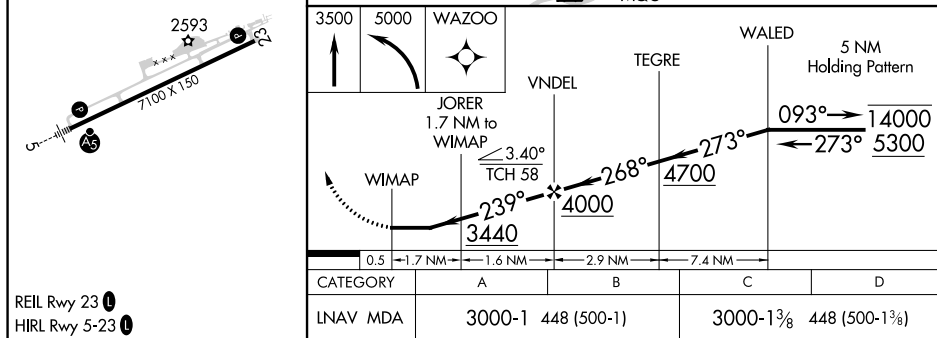 2593
P
23
x x x
7100 X 150
P
5
A5
REIL Rwy 23 L
HIRL Rwy 5-23 L
3500
5000
WAZOO
WALED
5 NM
Holding Pattern
TEGRE
VNDEL
JORER
1.7 NM to
WIMAP
093°
14000
273°
5300
3.40°
TCH 58
273°
4700
268°
WIMAP
4000
239°
3440
0.5 1.7 NM 1.6 NM 2.9 NM 7.4 NM
CATEGORY A B C D
LNAV MDA 3000-1 448 (500-1) 3000-1⅜ 448 (500-1⅜)